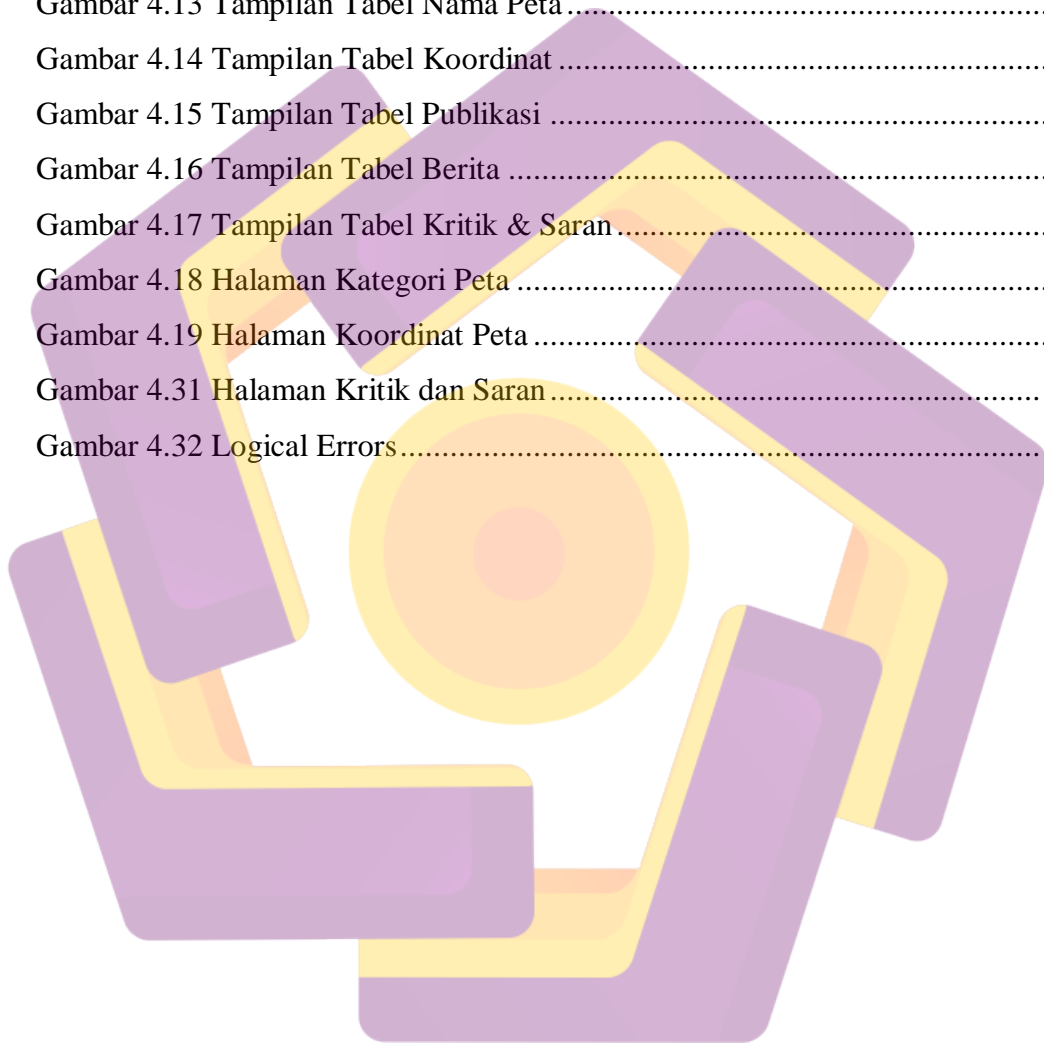 Gambar 4.13 Tampilan Tabel Nama Peta................................................................
Gambar 4.14 Tampilan Tabel Koordinat................................................................
Gambar 4.15 Tampilan Tabel Publikasi................................................................
Gambar 4.16 Tampilan Tabel Berita................................................................
Gambar 4.17 Tampilan Tabel Kritik & Saran................................................................
Gambar 4.18 Halaman Kategori Peta................................................................
Gambar 4.19 Halaman Koordinat Peta................................................................
Gambar 4.31 Halaman Kritik dan Saran................................................................
Gambar 4.32 Logical Errors................................................................